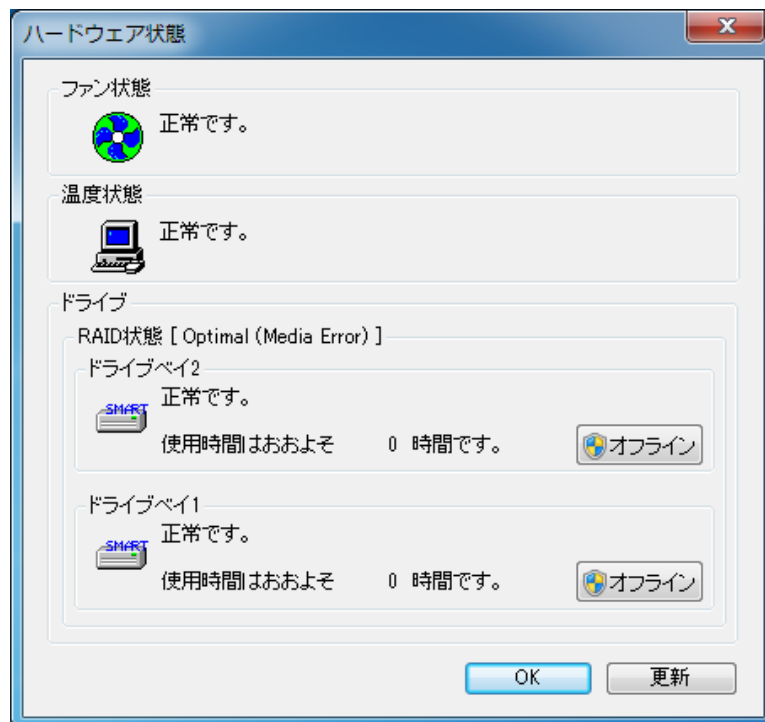 ハードウェア状態
ファン状態
正常です。
温度状態
正常です。
ドライブ
RAID状態 [ Optimal (Media Error) ]
ドライブベイ2
SMART
正常です。
使用時間はおおよそ 0 時間です。
オフライン
ドライブベイ1
SMART
正常です。
使用時間はおおよそ 0 時間です。
オフライン
OK
更新